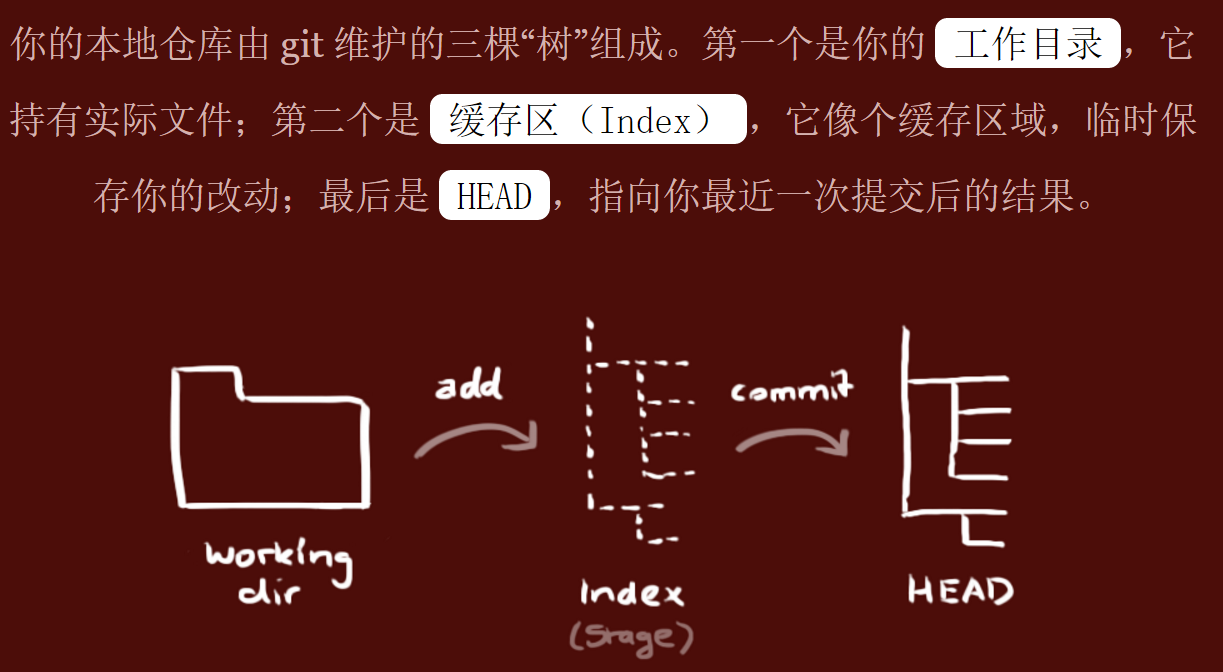 你的本地仓库由 git 维护的三棵“树”组成。第一个是你的 工作目录，它
持有实际文件；第二个是 缓存区（Index），它像个缓存区域，临时保
存你的改动；最后是 HEAD，指向你最近一次提交后的结果。
add
commit
working
dir
Index
(Stage)
HEAD